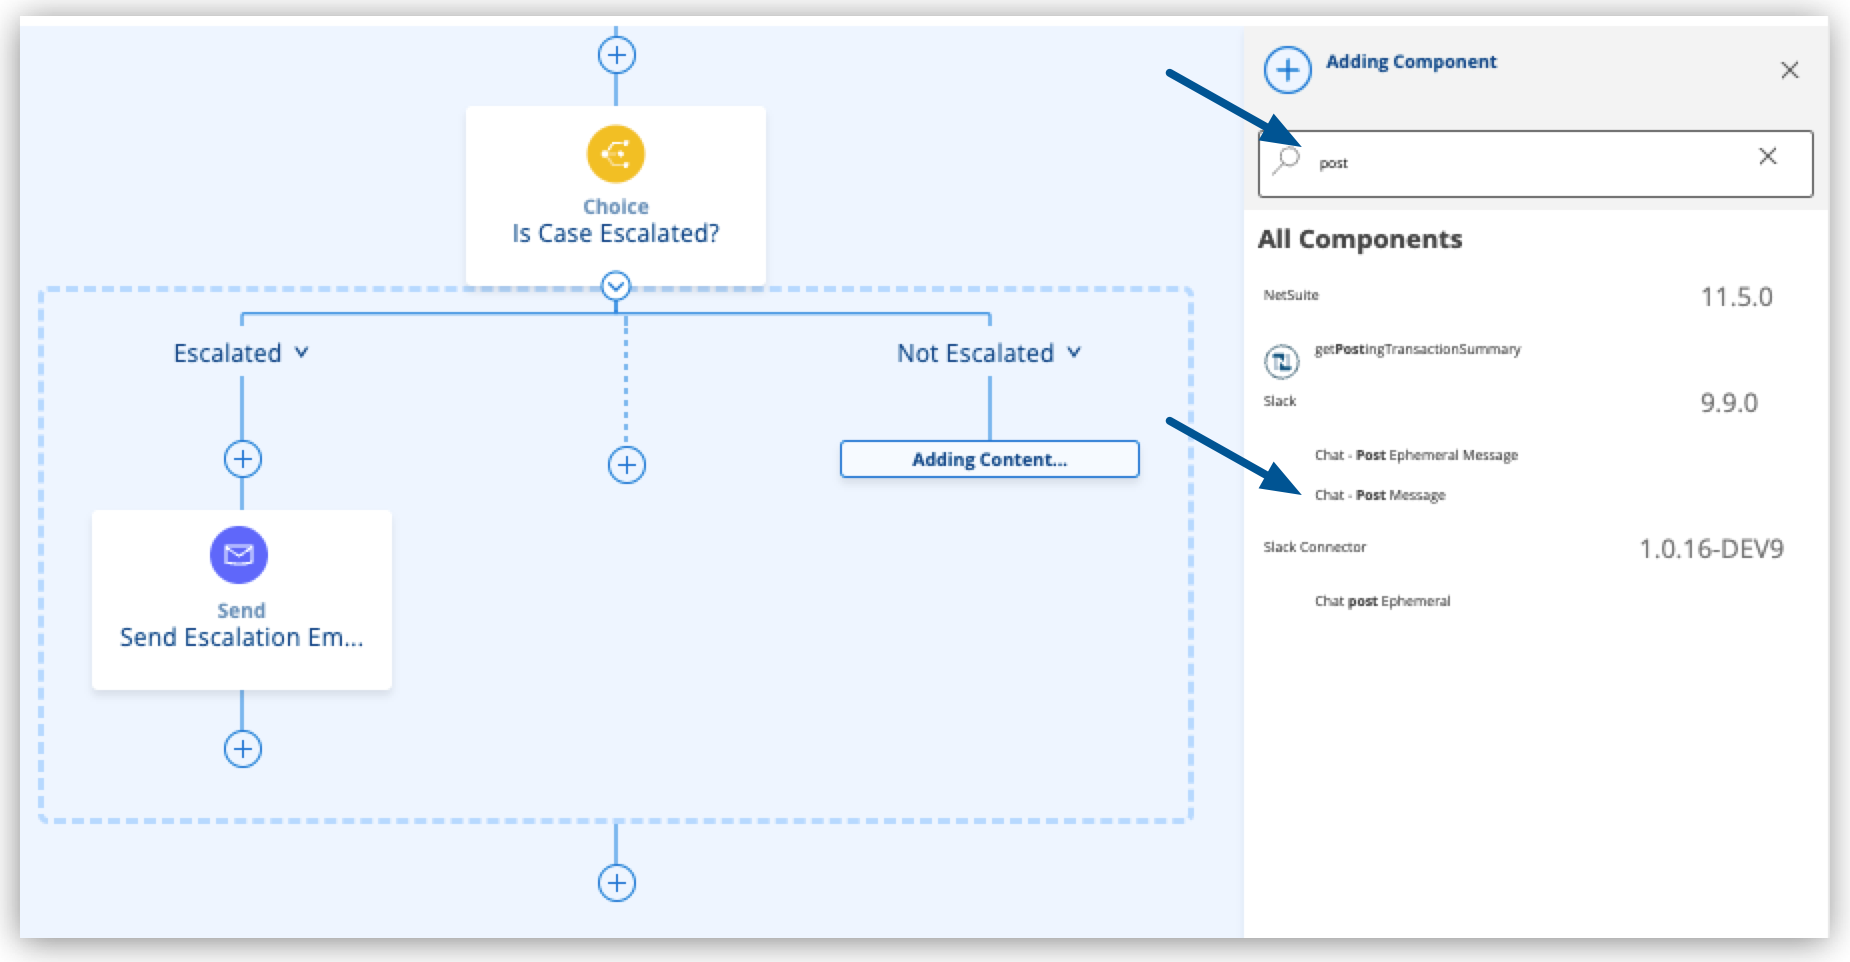 Choice
Is Case Escalated?
Escalated
Not Escalated
Adding Content...
Send
Send Escalation Em...
Adding Component
post
All Components
NetSuite 11.5.0
getPostingTransactionSummary
Slack 9.9.0
Chat - Post Ephemeral Message
Chat - Post Message
Slack Connector 1.0.16-DEV9
Chat post Ephemeral